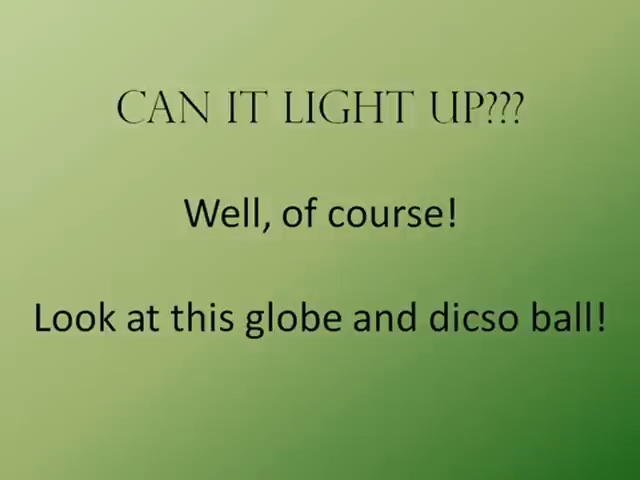 CAN IT LIGHT UP???
Well, of course!
Look at this globe and dicso ball!